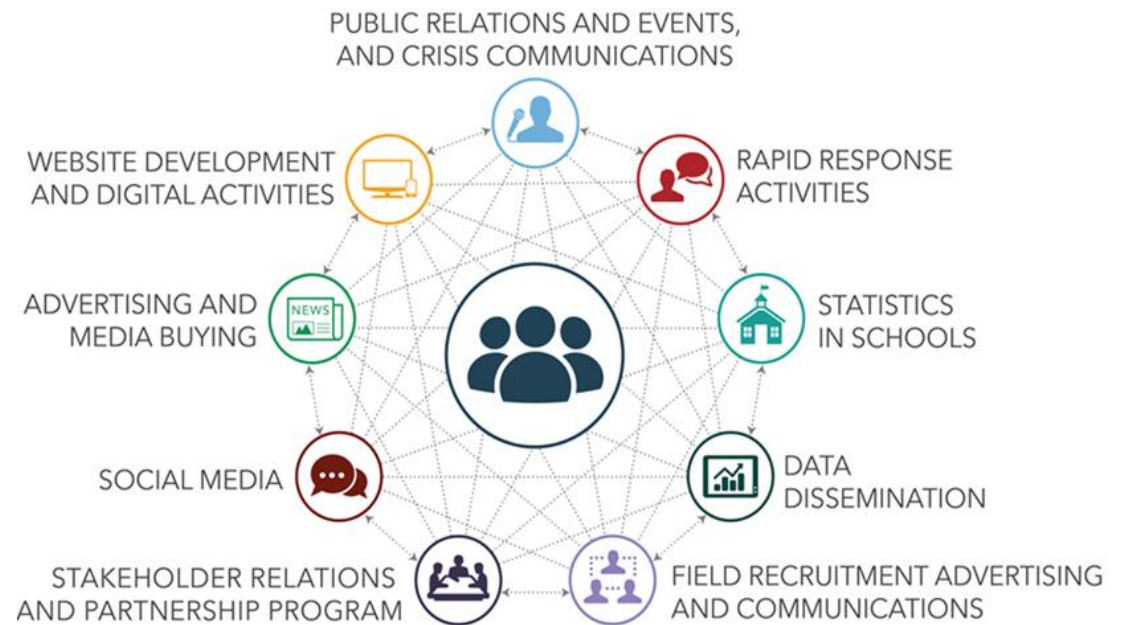 PUBLIC RELATIONS AND EVENTS,
AND CRISIS COMMUNICATIONS
WEBSITE DEVELOPMENT
AND DIGITAL ACTIVITIES
RAPID RESPONSE
ACTIVITIES
ADVERTISING AND
MEDIA BUYING
NEWS
STATISTICS
IN SCHOOLS
SOCIAL MEDIA
DATA
DISSEMINATION
STAKEHOLDER RELATIONS
AND PARTNERSHIP PROGRAM
FIELD RECRUITMENT ADVERTISING
AND COMMUNICATIONS